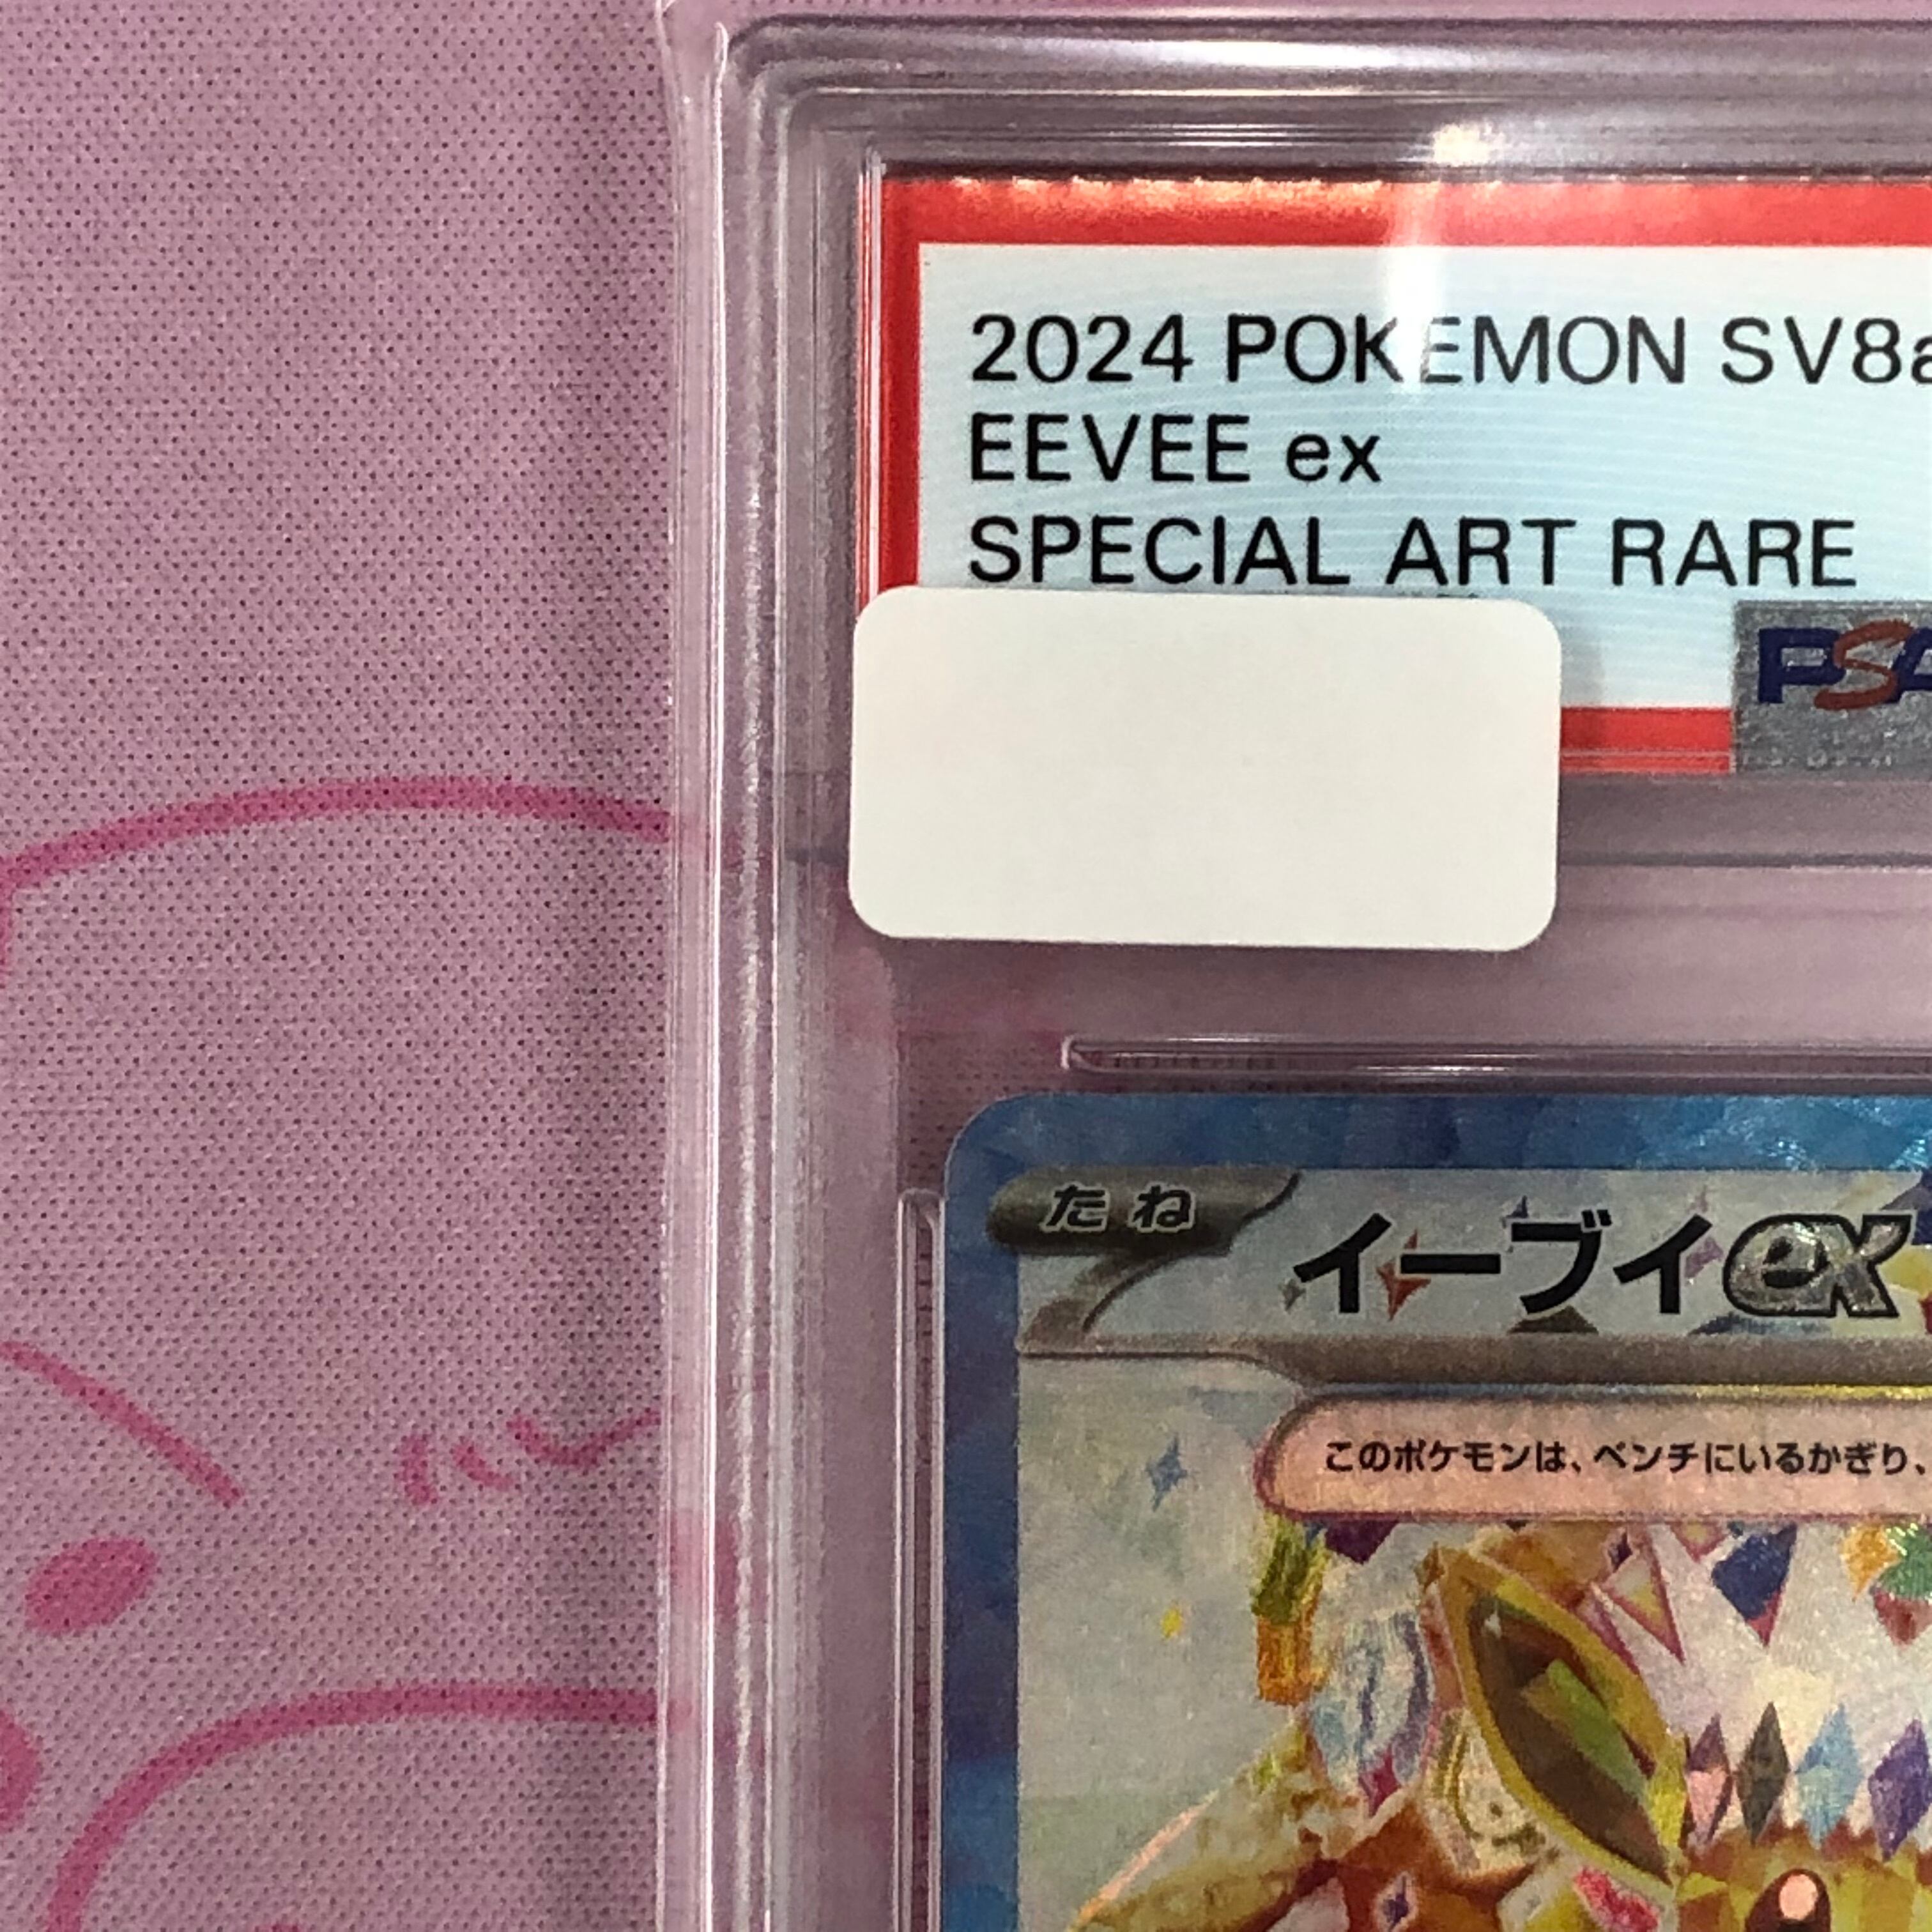 2024 POKEMON SV8a
EEVEE ex
SPECIAL ART RARE
PSA
たね
イーブイex
このポケモンは、ベンチにいるかぎり、